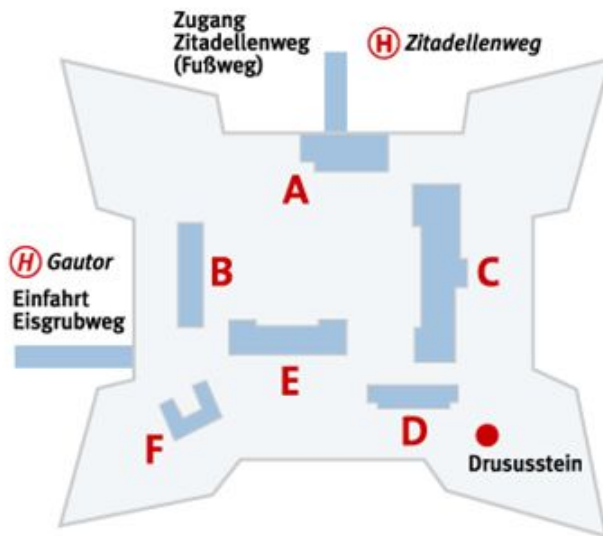 Zugang
Zitadellenweg
(Fußweg)
H Zitadellenweg
A
H Gautor
B
C
Einfahrt
Eisgrubweg
E
D
F
Drususstein